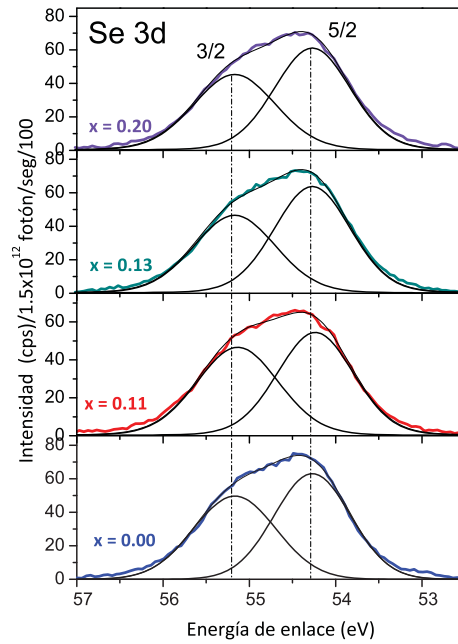 Se 3d
3/2
5/2
80
60
40
20
0
x = 0.20
80
60
40
20
0
x = 0.13
60
40
20
0
x = 0.11
80
60
40
20
0
x = 0.00
57 56 55 54 53
Intensidad (cps)/1.5x10¹² fotón/seg/100
Energía de enlace (eV)